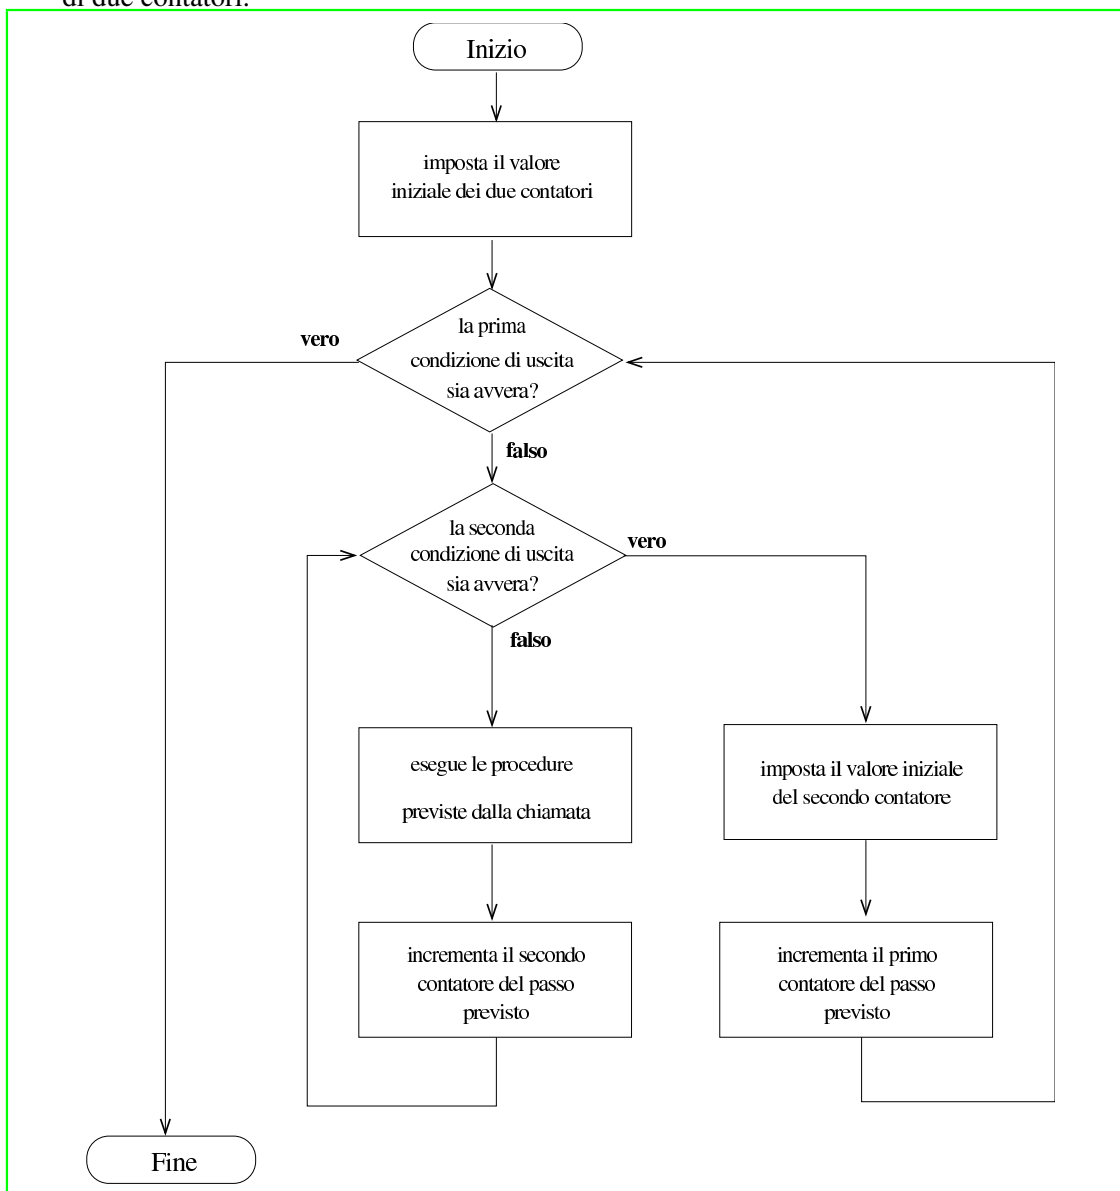 di due contatori.
Inizio
imposta il valore
iniziale dei due contatori
la prima
condizione di uscita
sia avvera?
vero
falso
la seconda
condizione di uscita
sia avvera?
vero
falso
esegue le procedure
previste dalla chiamata
imposta il valore iniziale
del secondo contatore
incrementa il secondo
contatore del passo
previsto
incrementa il primo
contatore del passo
previsto
Fine